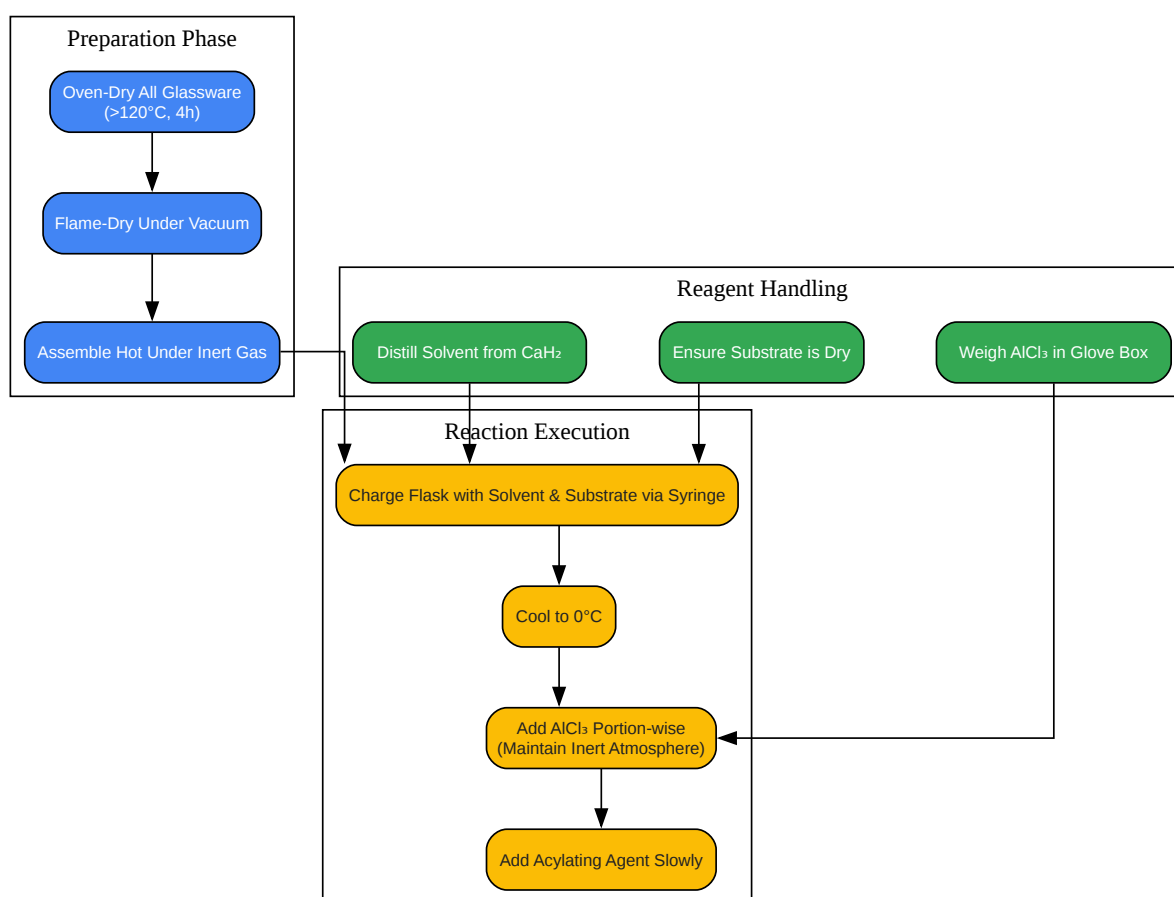 Preparation Phase
Oven-Dry All Glassware
(>120°C, 4h)
Flame-Dry Under Vacuum
Assemble Hot Under Inert Gas
Reagent Handling
Distill Solvent from CaH₂
Ensure Substrate is Dry
Weigh AlCl₃ in Glove Box
Reaction Execution
Charge Flask with Solvent & Substrate via Syringe
Cool to 0°C
Add AlCl₃ Portion-wise
(Maintain Inert Atmosphere)
Add Acylating Agent Slowly